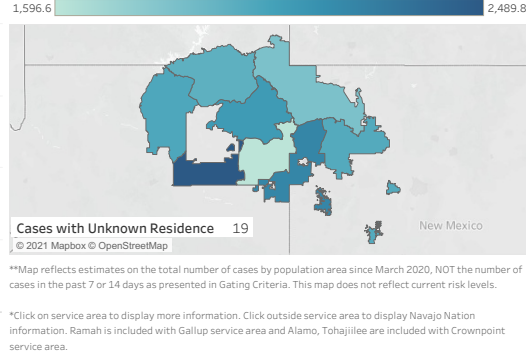 1,596.6 2,489.8
New Mexico
Cases with Unknown Residence 19
© 2021 Mapbox © OpenStreetMap
**Map reflects estimates on the total number of cases by population area since March 2020, NOT the number of
cases in the past 7 or 14 days as presented in Gating Criteria. This map does not reflect current risk levels.
*Click on service area to display more information. Click outside service area to display Navajo Nation
information. Ramah is included with Gallup service area and Alamo, Tohajiilee are included with Crownpoint
service area.